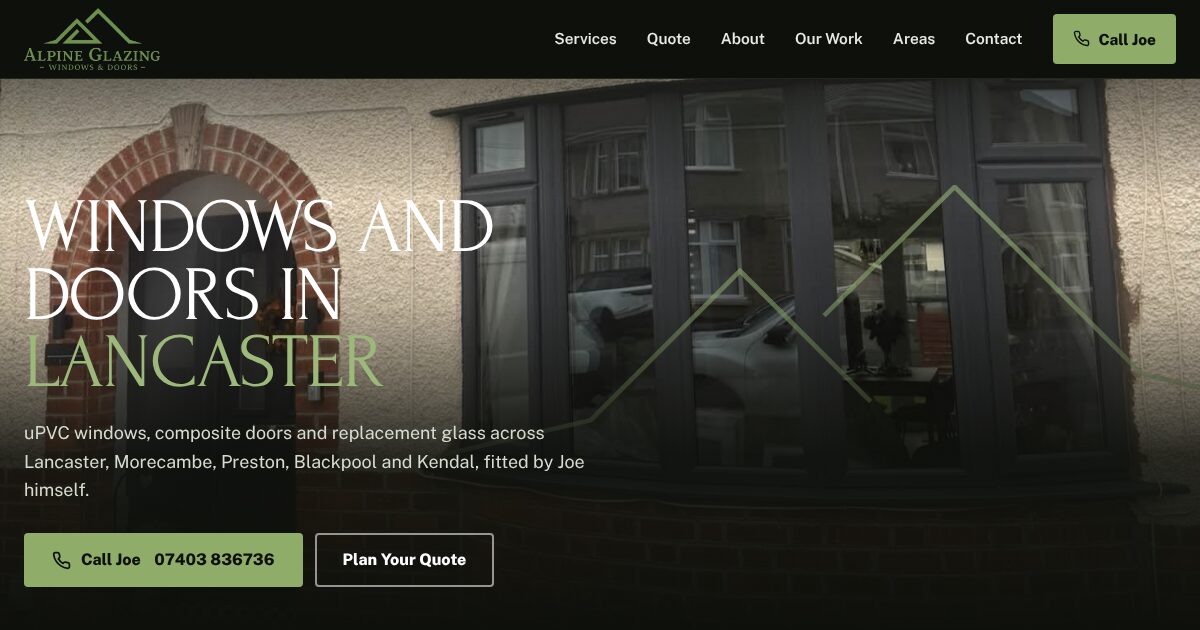 ALPINE GLAZING
– WINDOWS & DOORS –
Services
Quote
About
Our Work
Areas
Contact
Call Joe
WINDOWS AND
DOORS IN
LANCASTER
uPVC windows, composite doors and replacement glass across
Lancaster, Morecambe, Preston, Blackpool and Kendal, fitted by Joe
himself.
Call Joe 07403 836736
Plan Your Quote